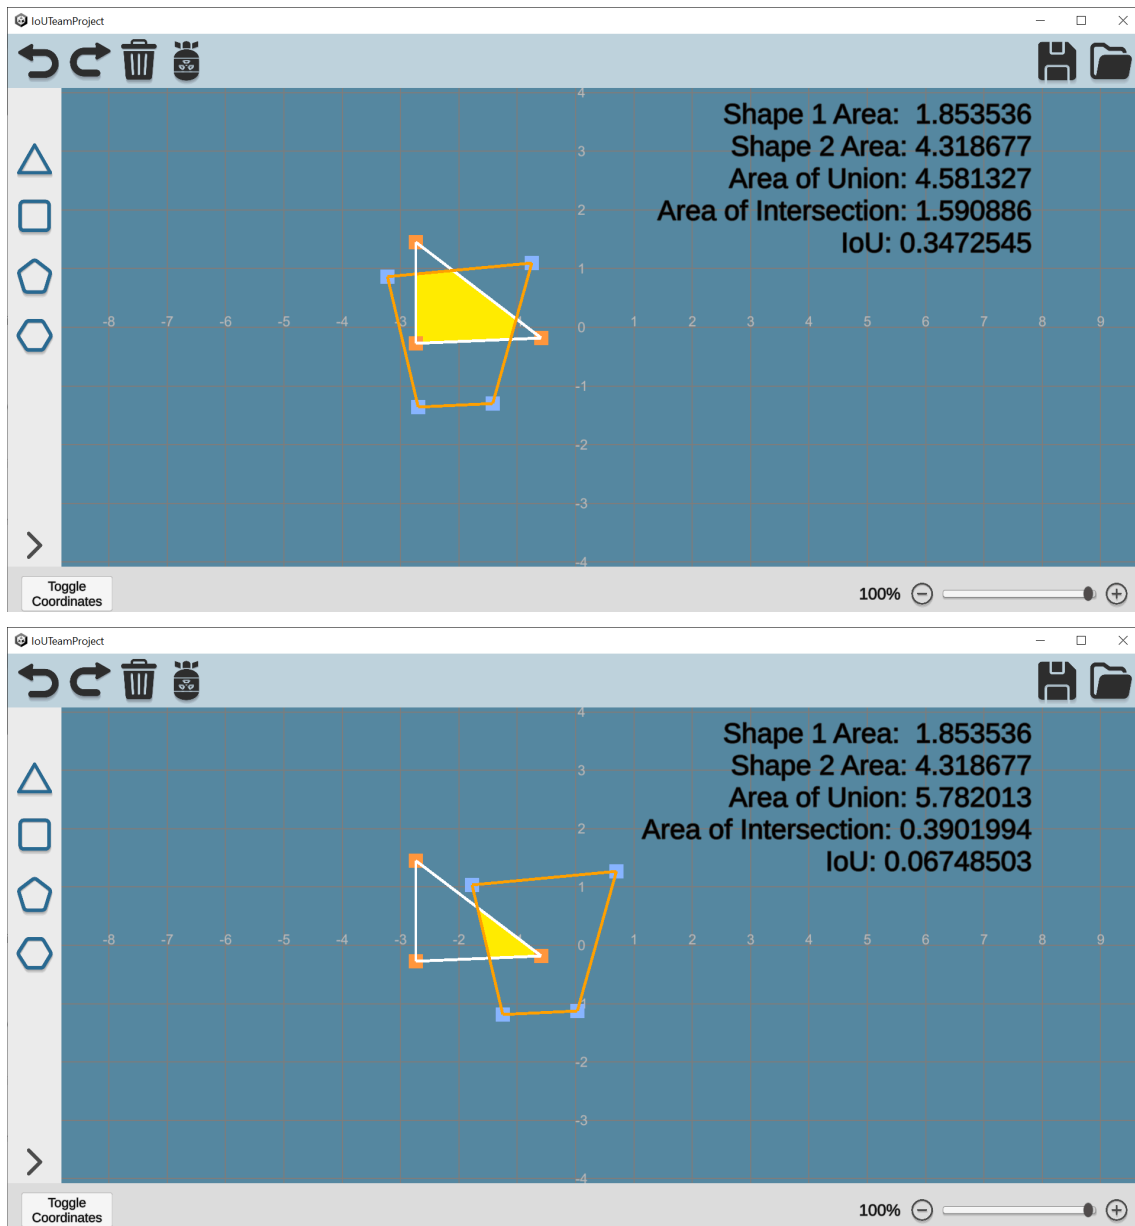 IoUTeamProject
Shape 1 Area: 1.853536
Shape 2 Area: 4.318677
Area of Union: 4.581327
Area of Intersection: 1.590886
IoU: 0.3472545
4
3
2
1
-8 -7 -6 -5 -4 -3 0 1 2 3 4 5 6 7 8 9
-1
-2
-3
-4
Toggle
Coordinates
100%
IoUTeamProject
Shape 1 Area: 1.853536
Shape 2 Area: 4.318677
Area of Union: 5.782013
Area of Intersection: 0.3901994
IoU: 0.06748503
4
3
2
1
-8 -7 -6 -5 -4 -3 -2 0 1 2 3 4 5 6 7 8 9
-2
-3
-4
Toggle
Coordinates
100%